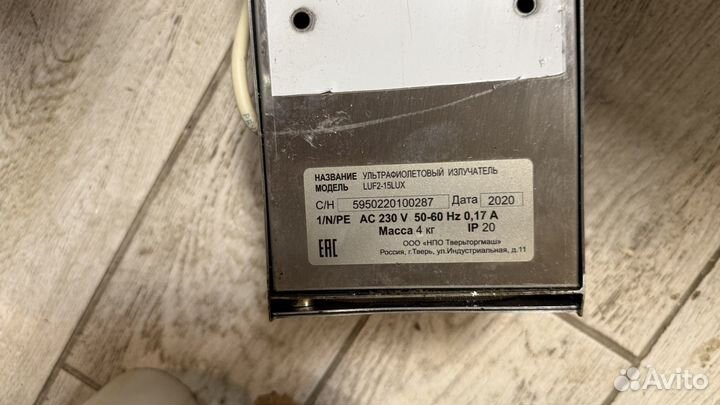 НАЗВАНИЕ УЛЬТРАФИОЛЕТОВЫЙ ИЗЛУЧАТЕЛЬ
МОДЕЛЬ LUF2-15LUX
С/Н 5950220100287 Дата 2020
1/N/PE AC 230 V 50-60 Hz 0,17 A
Масса 4 кг IP 20
ЕАС
ООО «НПО Тверьторгмаш»
Россия, г.Тверь, ул.Индустриальная, д.11
Avito